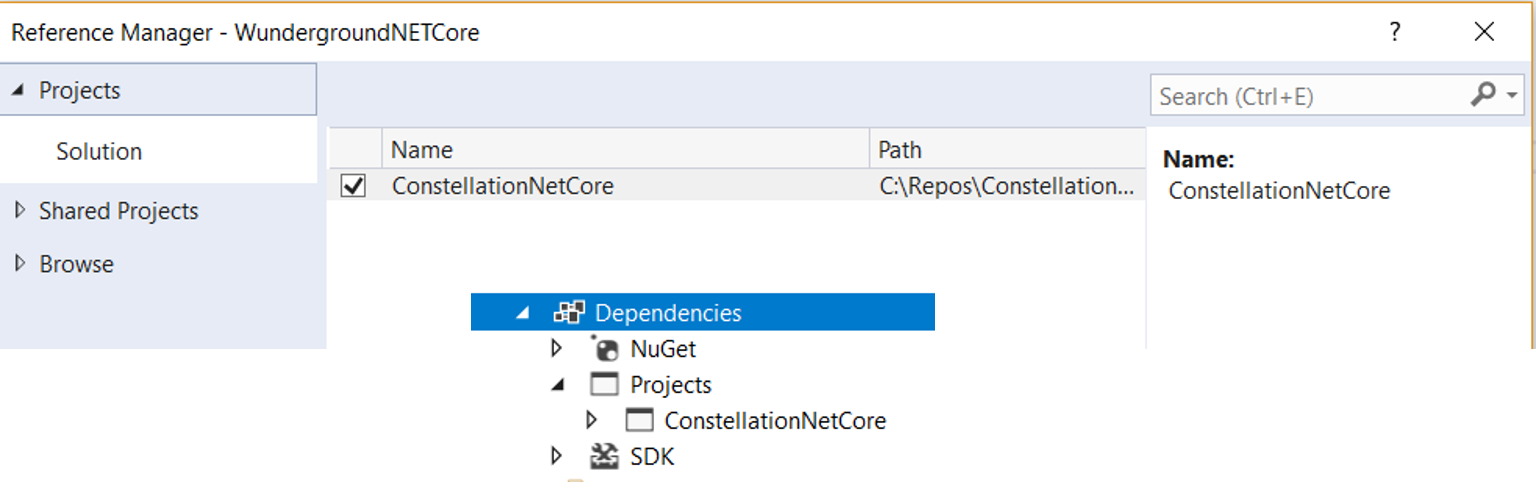 Reference Manager - WundergroundNETCore ?
Projects
Search (Ctrl+E)
Solution
Name Path
ConstellationNetCore C:\Repos\Constellation...
Name:
ConstellationNetCore
Shared Projects
Browse
Dependencies
NuGet
Projects
ConstellationNetCore
SDK